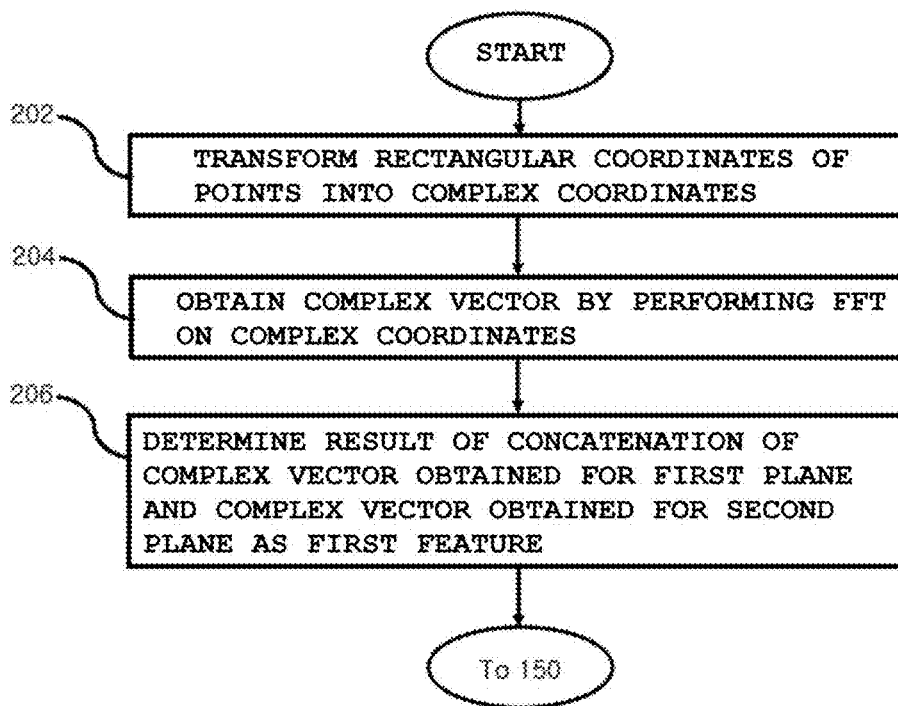 START
202
TRANSFORM RECTANGULAR COORDINATES OF
POINTS INTO COMPLEX COORDINATES
204
OBTAIN COMPLEX VECTOR BY PERFORMING FFT
ON COMPLEX COORDINATES
206
DETERMINE RESULT OF CONCATENATION OF
COMPLEX VECTOR OBTAINED FOR FIRST PLANE
AND COMPLEX VECTOR OBTAINED FOR SECOND
PLANE AS FIRST FEATURE
To 150